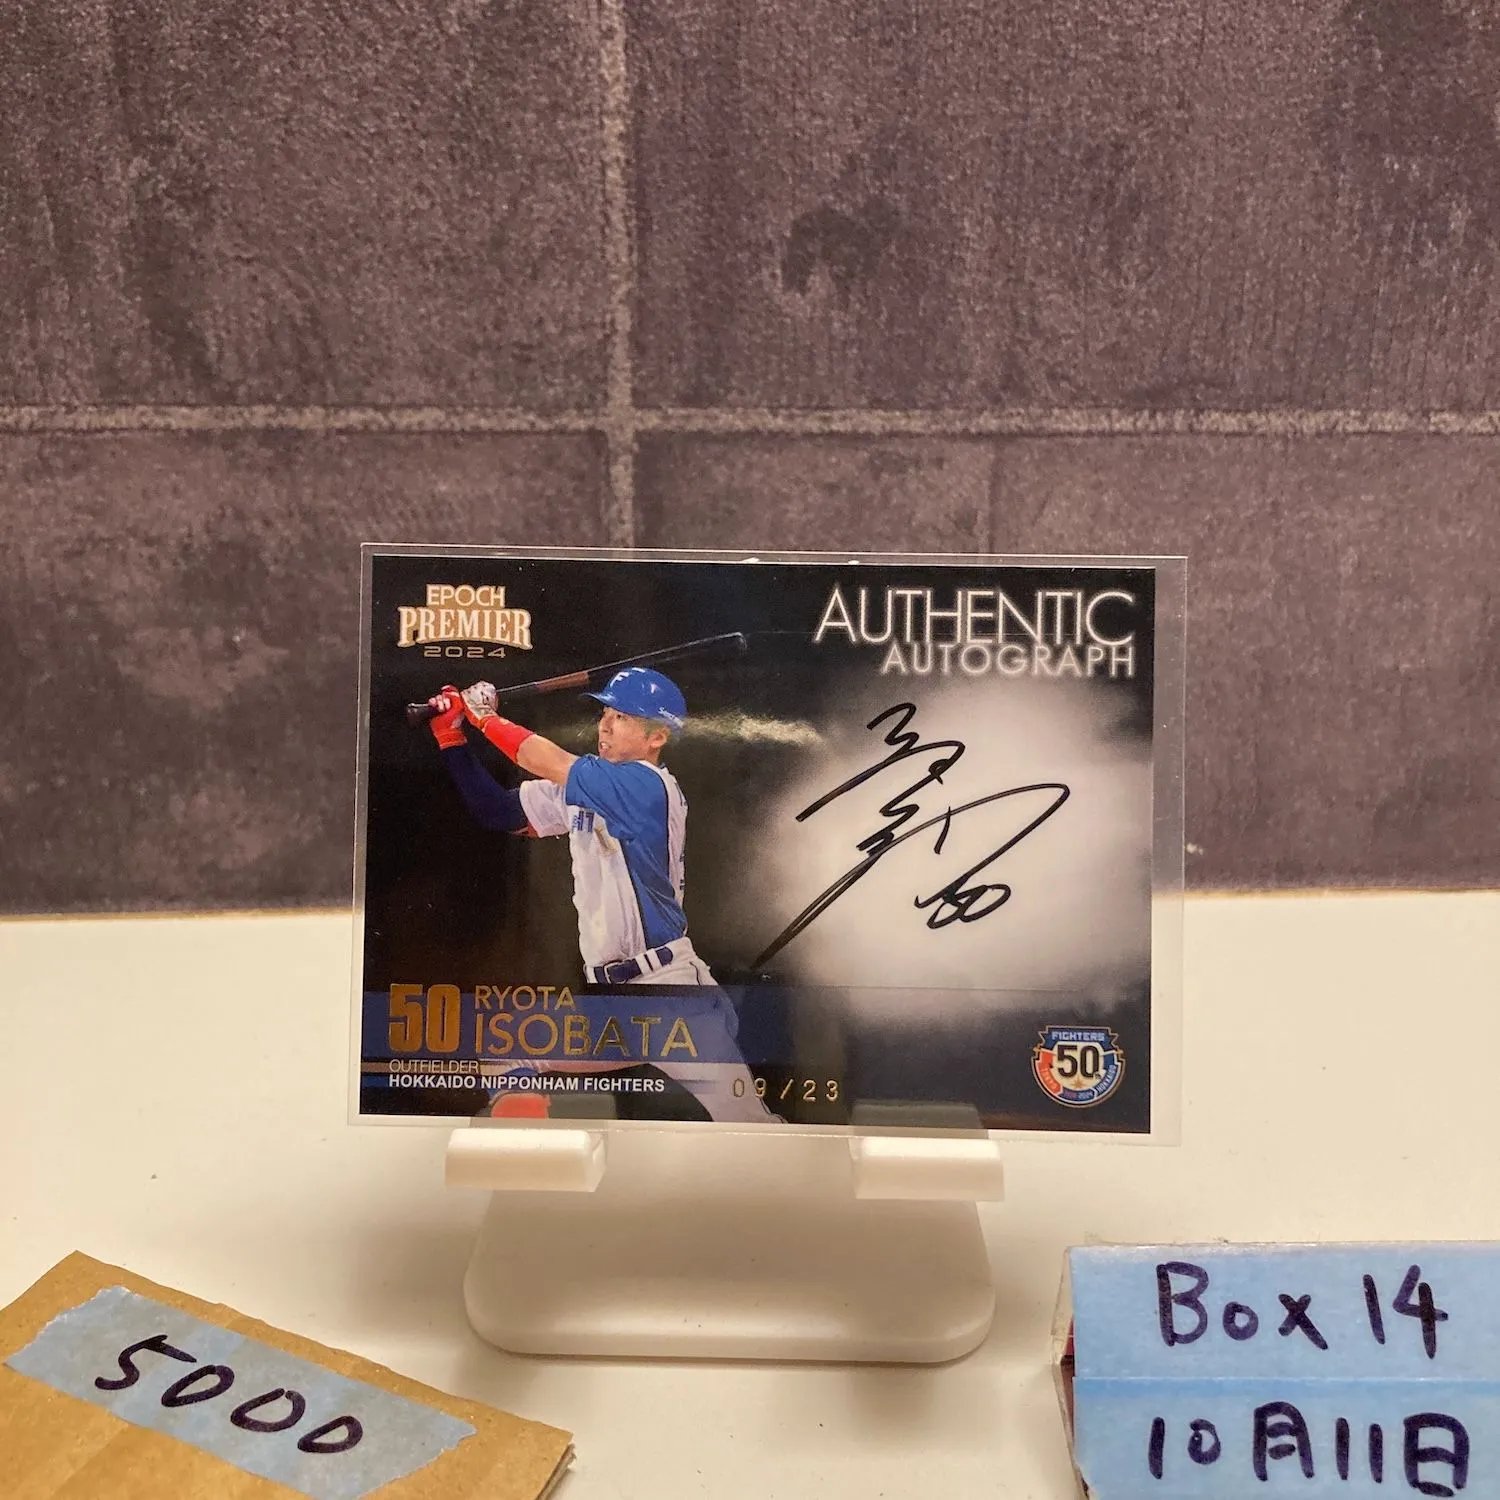 EPOCH
PREMIER
2024
AUTHENTIC
AUTOGRAPH
F
50
RYOTA
ISOBATA
OUTFIELDER
HOKKAIDO NIPPONHAM FIGHTERS
09/23
FIGHTERS
50
50
5000
Box 14
10月11日